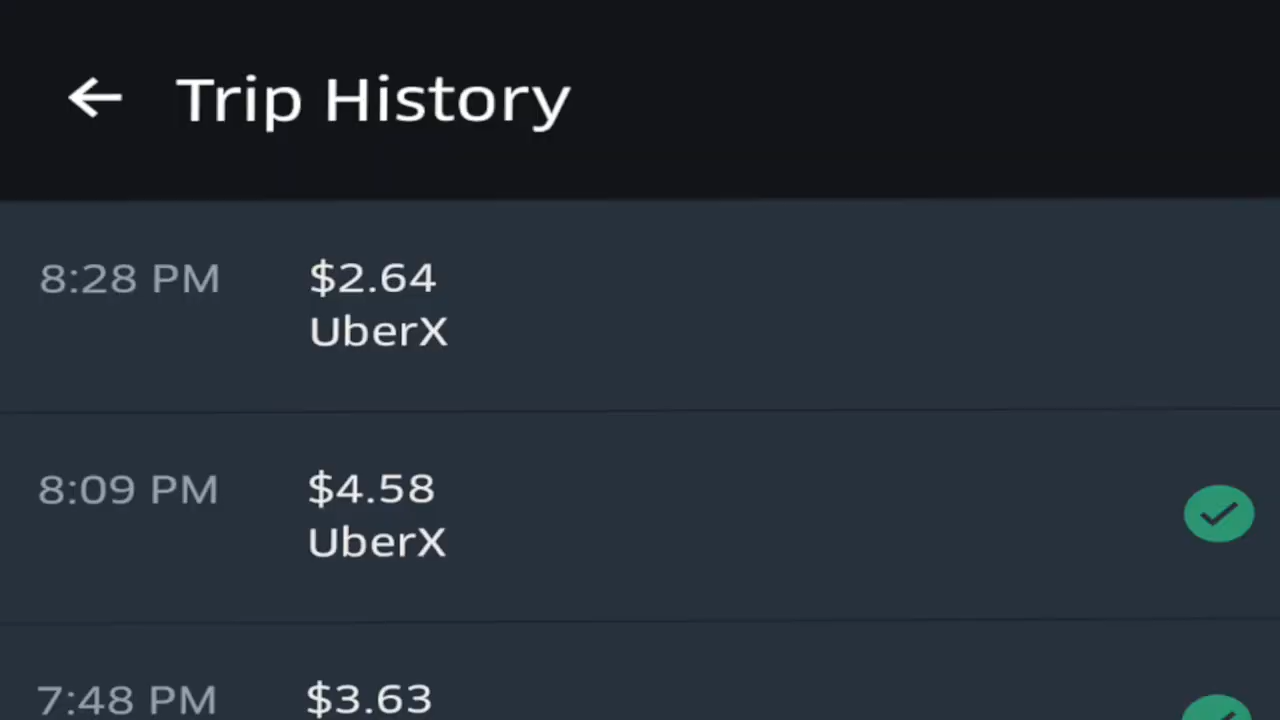 Trip History
8:28 PM $2.64
UberX
8:09 PM $4.58
UberX
7:48 PM $3.63